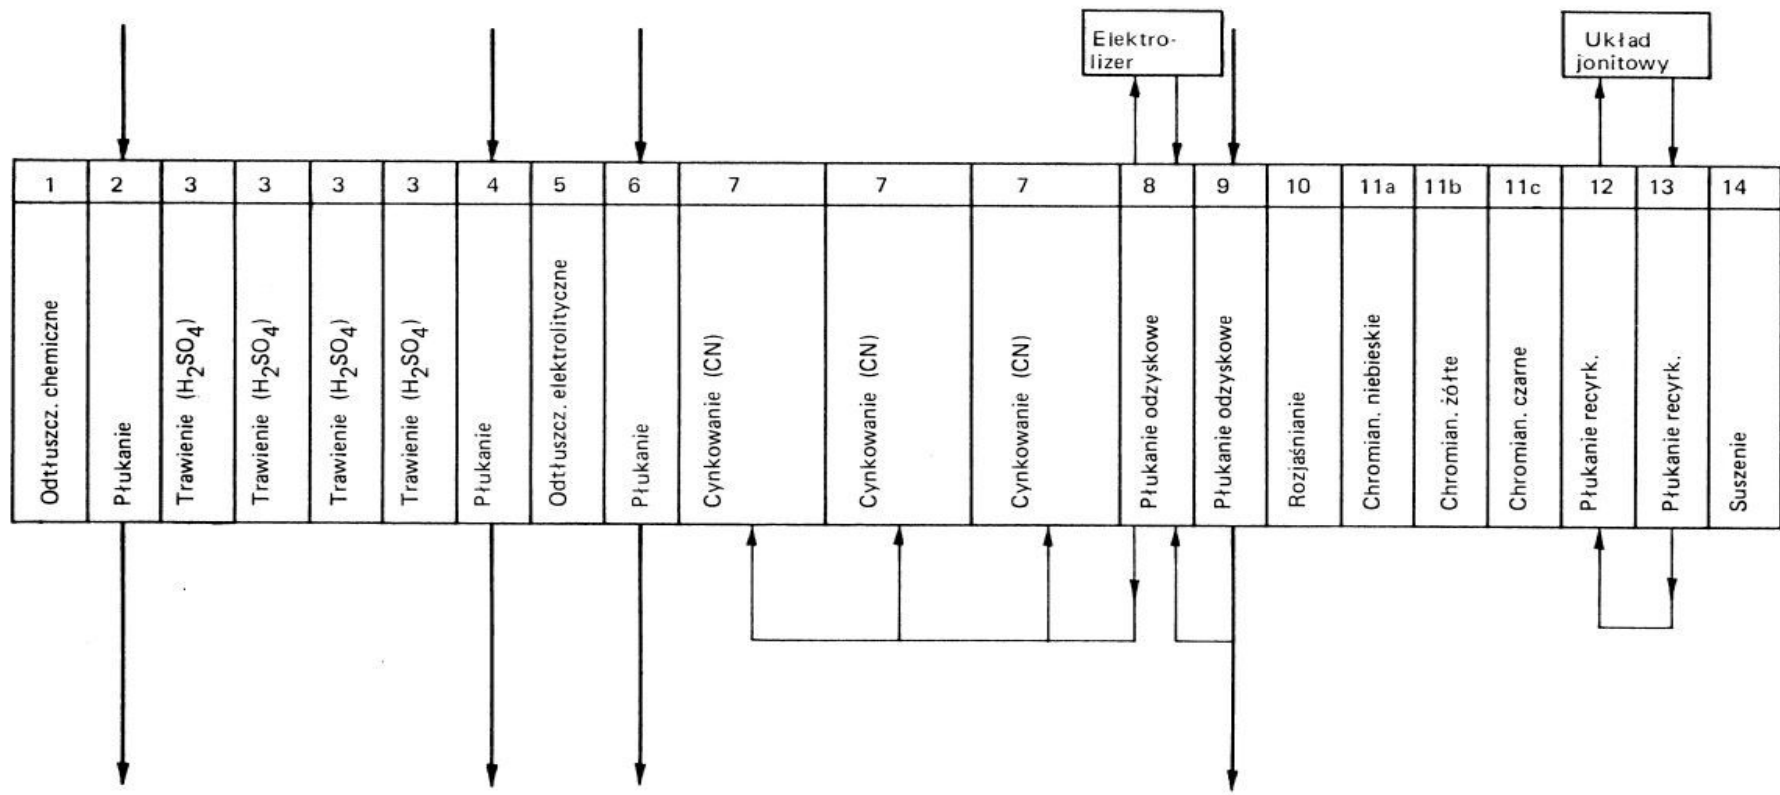 Elektro-
lizer
Układ
jonitowy
1
2
3
3
3
3
4
5
6
7
7
7
8
9
10
11a
11b
11c
12
13
14
Odtłuszcz. chemiczne
Płukanie
Trawienie (H₂SO₄)
Trawienie (H₂SO₄)
Trawienie (H₂SO₄)
Trawienie (H₂SO₄)
Płukanie
Odtłuszcz. elektrolityczne
Płukanie
Cynkowanie (CN)
Cynkowanie (CN)
Cynkowanie (CN)
Płukanie odzyskowe
Płukanie odzyskowe
Rozjaśnianie
Chromian. niebieskie
Chromian. żółte
Chromian. czarne
Płukanie recyrk.
Płukanie recyrk.
Suszenie